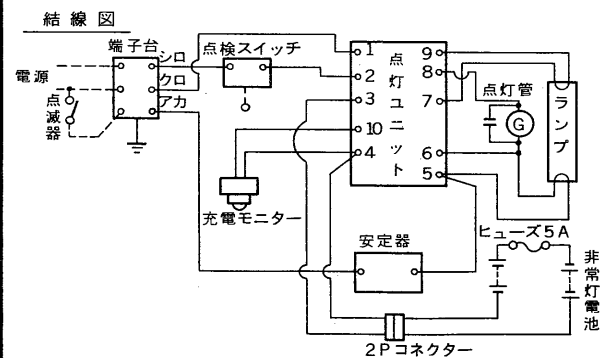 結線図
端子台
シロ
点検スイッチ
電源
クロ
点滅器
アカ
点灯ユニット
1
2
3
10
4
9
8
7
6
5
点灯管
G
ランプ
充電モニター
安定器
ヒューズ5A
非常灯電池
2Pコネクター